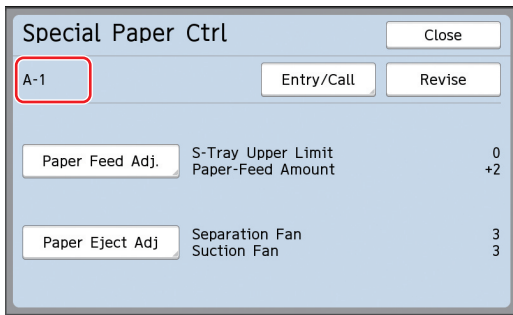 Special Paper Ctrl
Close
A-1
Entry/Call
Revise
Paper Feed Adj.
S-Tray Upper Limit 0
Paper-Feed Amount +2
Paper Eject Adj
Separation Fan 3
Suction Fan 3